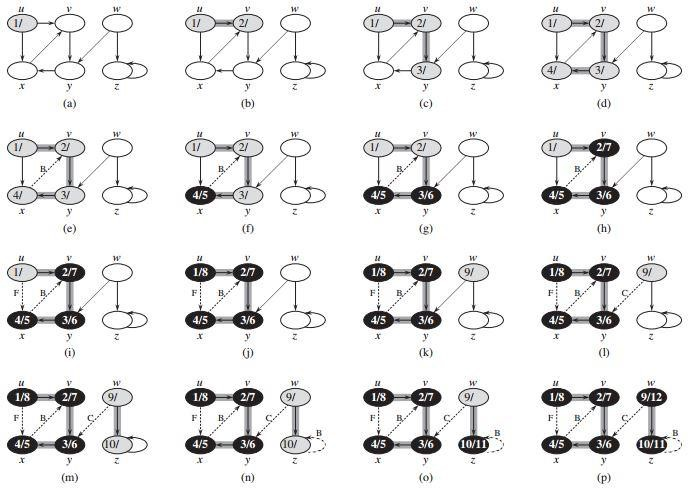 u v w u v w u v w u v w
1/ 1/ 2/ 1/ 2/ 1/ 2/
3/ 4/ 3/
x y z x y z x y z x y z
(a) (b) (c) (d)
u v w u v w u v w u v w
1/ 2/ 1/ 2/ 1/ 2/ 1/ 2/7
B B B B
4/ 3/ 4/5 3/ 4/5 3/6 4/5 3/6
x y z x y z x y z x y z
(e) (f) (g) (h)
u v w u v w u v w u v w
1/ 2/7 1/8 2/7 1/8 2/7 9/ 1/8 2/7 9/
F B F B F B F B C
4/5 3/6 4/5 3/6 4/5 3/6 4/5 3/6
x y z x y z x y z x y z
(i) (j) (k) (l)
u v w u v w u v w u v w
1/8 2/7 9/ 1/8 2/7 9/ 1/8 2/7 9/ 1/8 2/7 9/12
F B C F B C B F B C B F B C B
4/5 3/6 10/ 4/5 3/6 10/ 4/5 3/6 10/11 4/5 3/6 10/11
x y z x y z x y z x y z
(m) (n) (o) (p)